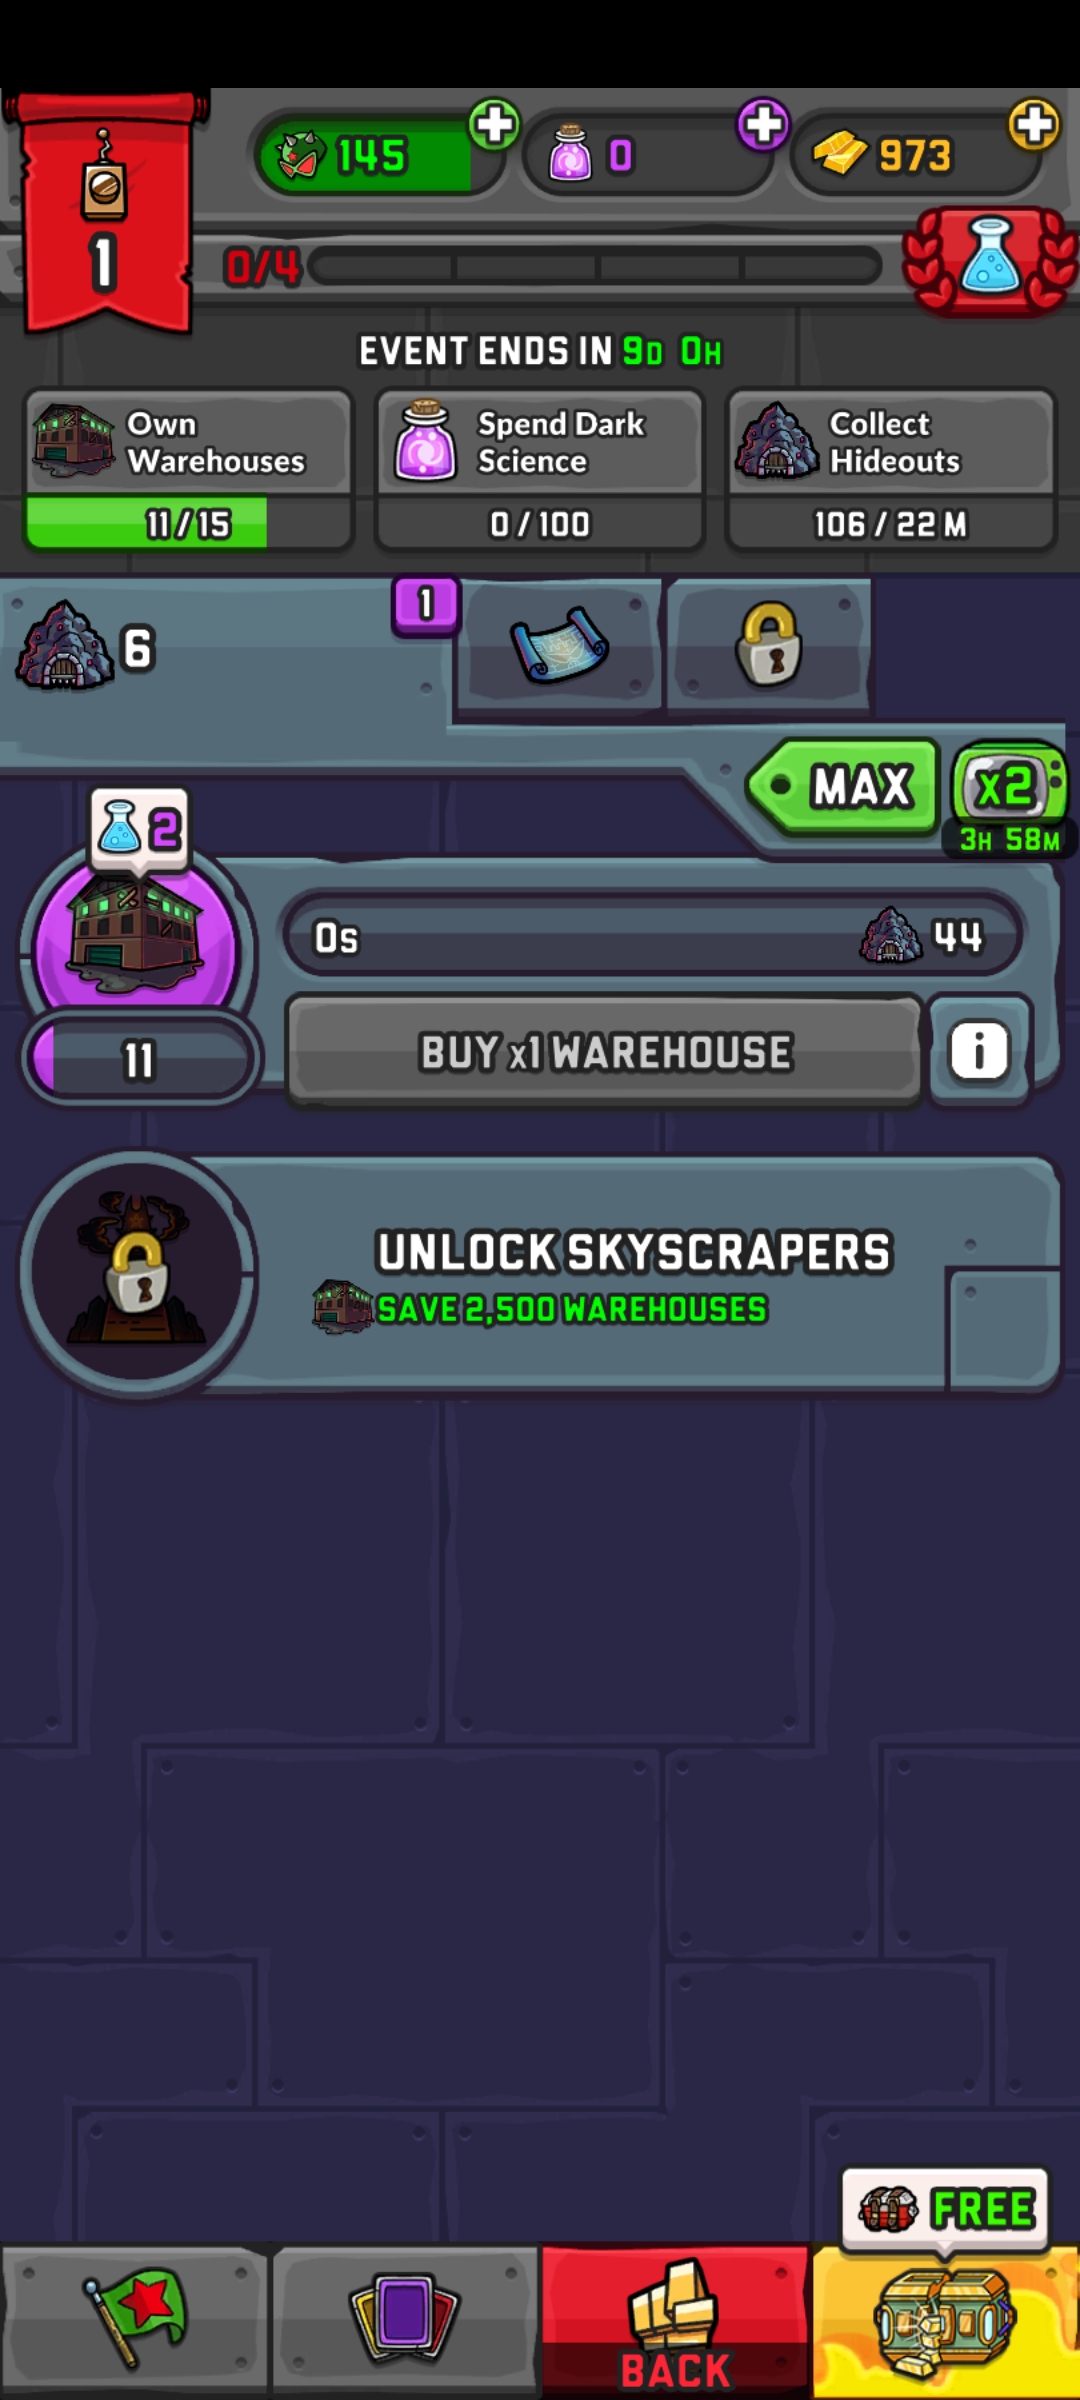 145
0
973
1
0/4
EVENT ENDS IN 9D 0H
Own
Warehouses
11/15
Spend Dark
Science
0/100
Collect
Hideouts
106/22 M
6
1
MAX
x2
3H 58M
2
0s
44
11
BUY x1 WAREHOUSE
i
UNLOCK SKYSCRAPERS
SAVE 2,500 WAREHOUSES
FREE
BACK